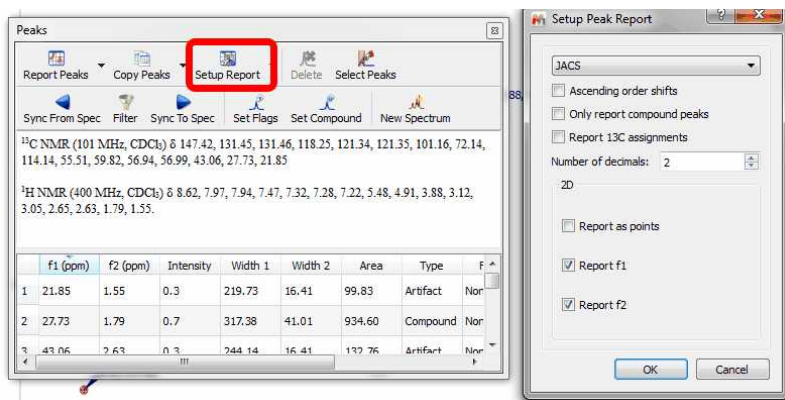 Peaks
Report Peaks Copy Peaks Setup Report Delete Select Peaks
Sync From Spec Filter Sync To Spec Set Flags Set Compound New Spectrum
¹³C NMR (101 MHz, CDCl₃) δ 147.42, 131.45, 131.46, 118.25, 121.34, 121.35, 101.16, 72.14,
114.14, 55.51, 59.82, 56.94, 56.99, 43.06, 27.73, 21.85
¹H NMR (400 MHz, CDCl₃) δ 8.62, 7.97, 7.94, 7.47, 7.32, 7.28, 7.22, 5.48, 4.91, 3.88, 3.12,
3.05, 2.65, 2.63, 1.79, 1.55.
f1 (ppm) f2 (ppm) Intensity Width 1 Width 2 Area Type F
1 21.85 1.55 0.3 219.73 16.41 99.83 Artifact Nor
2 27.73 1.79 0.7 317.38 41.01 934.60 Compound Nor
3 43.06 2.63 0.3 244.14 16.41 132.76 Artifact Nor
88,
Setup Peak Report
JACS
Ascending order shifts
Only report compound peaks
Report 13C assignments
Number of decimals: 2
2D
Report as points
Report f1
Report f2
OK Cancel